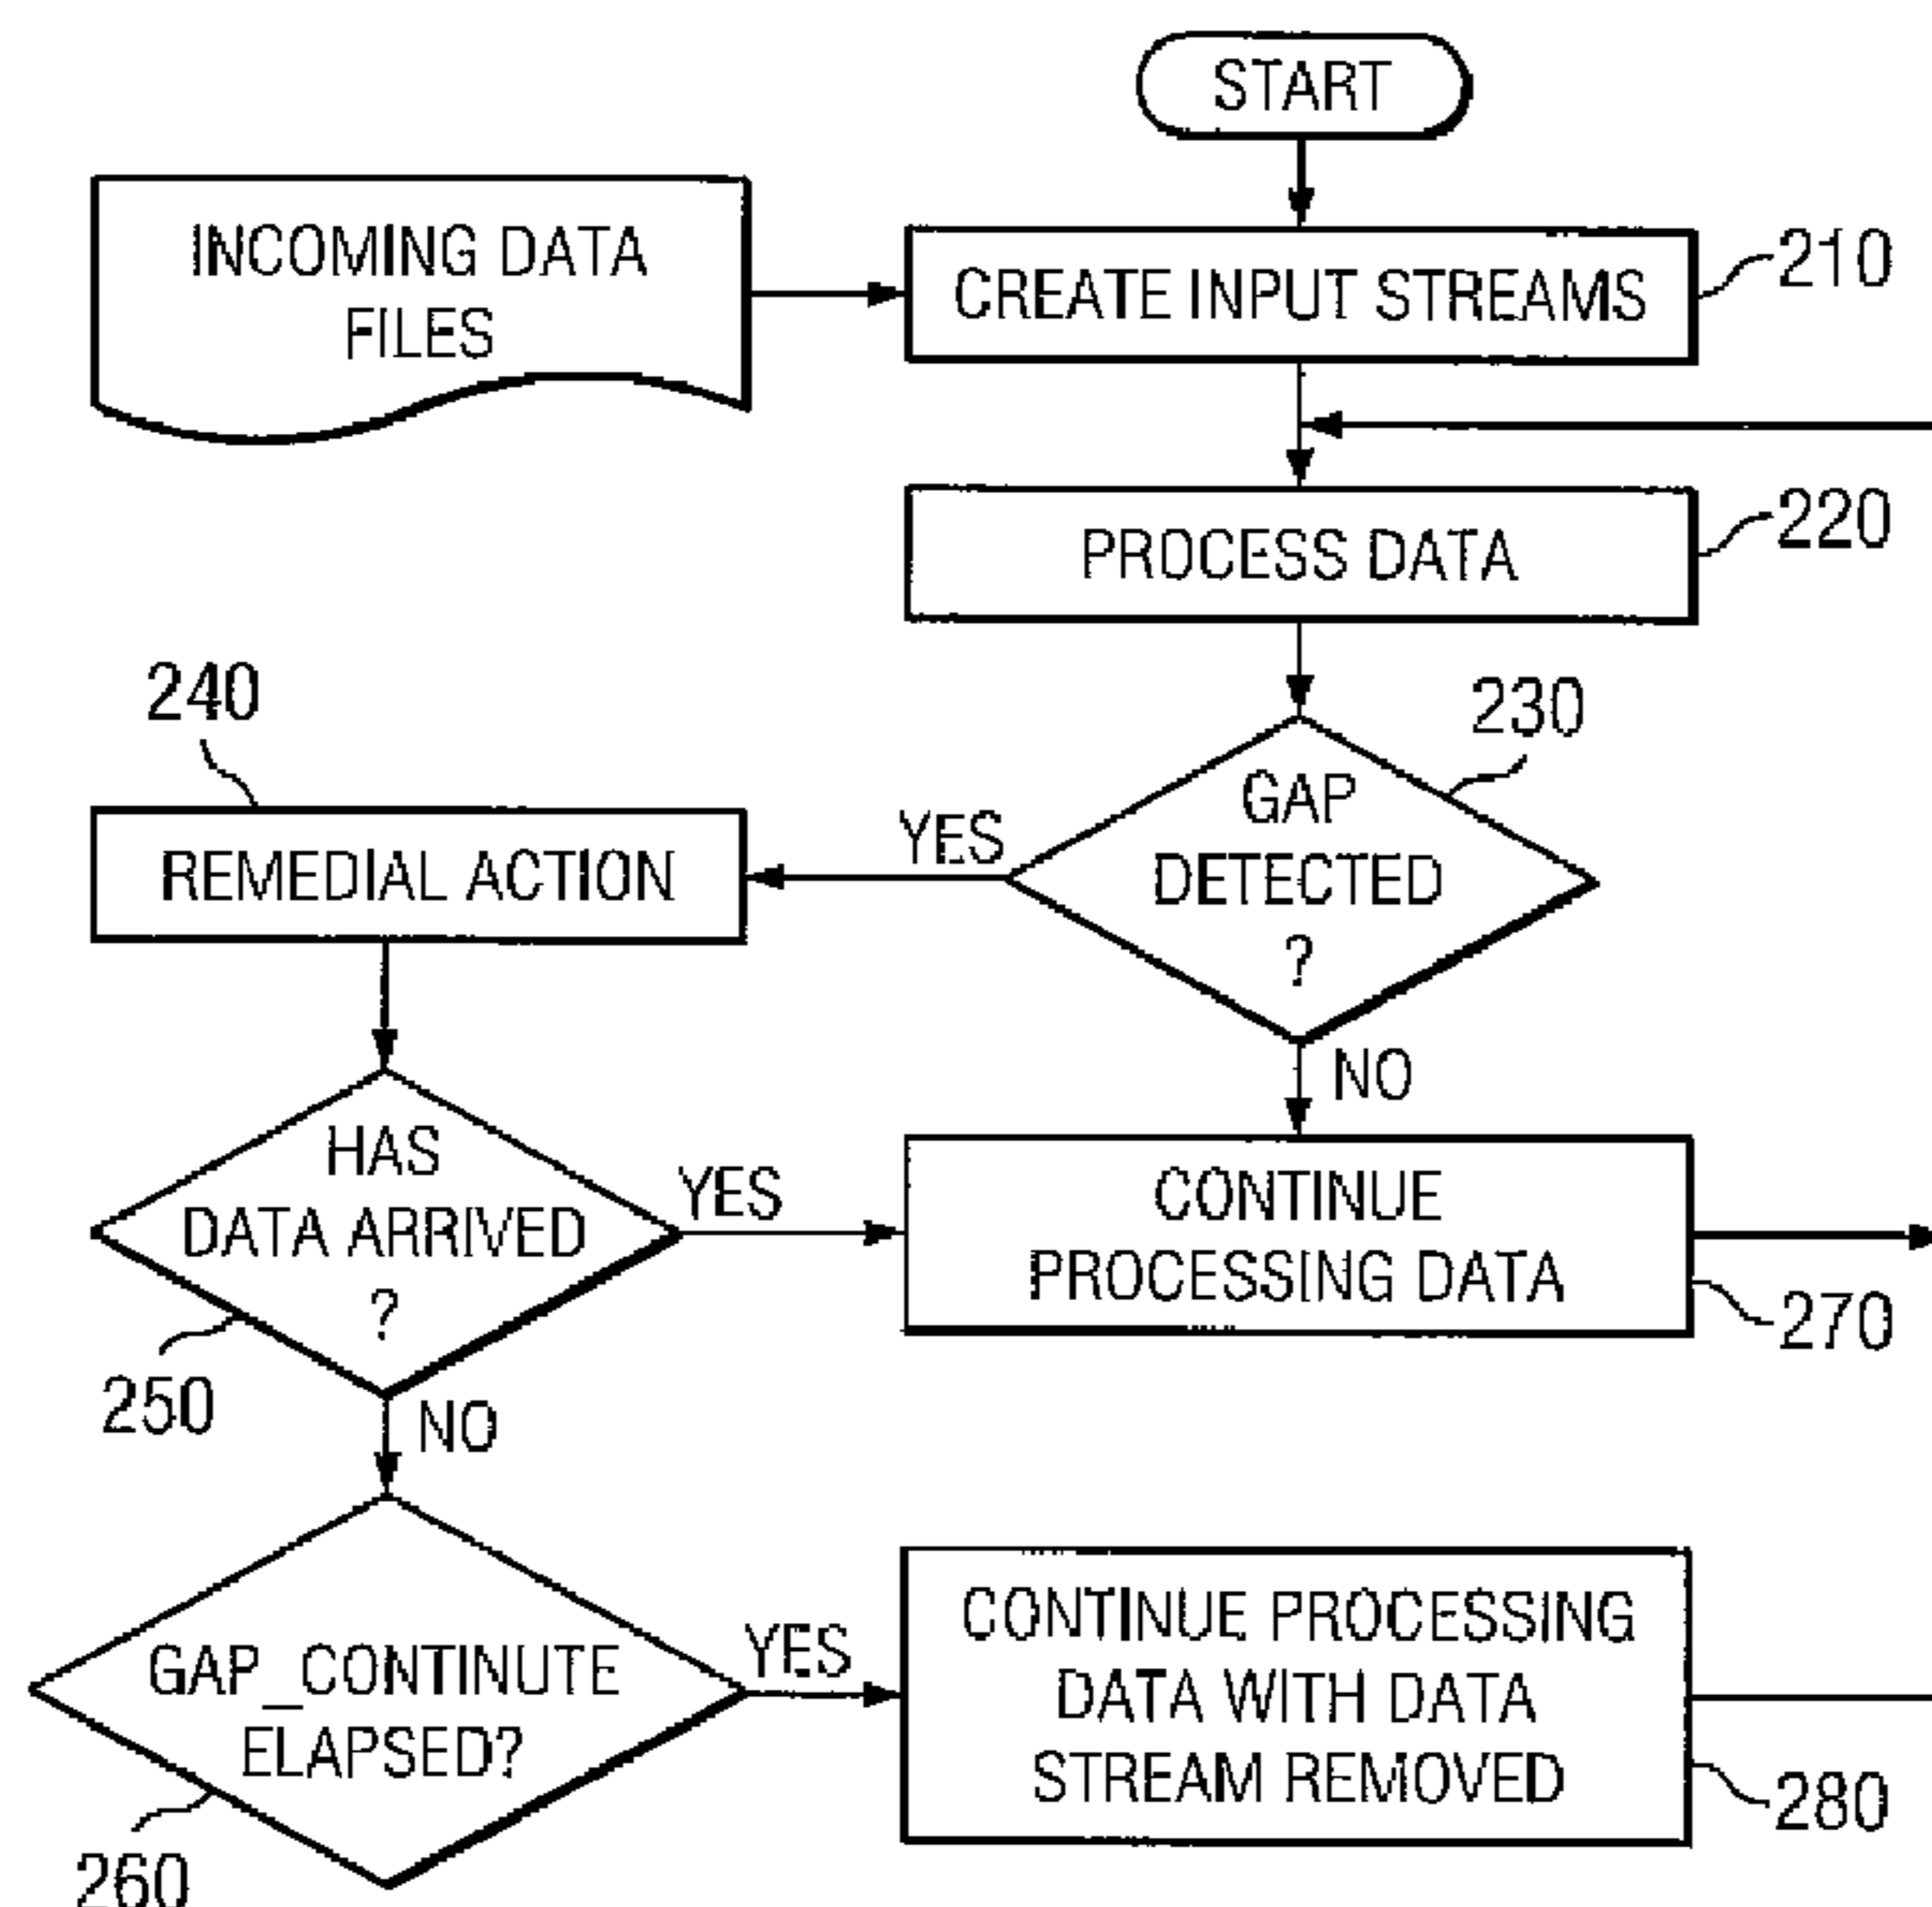 START
INCOMING DATA
FILES
CREATE INPUT STREAMS
210
PROCESS DATA
220
240
230
GAP
DETECTED
?
YES
REMEDIAL ACTION
NO
HAS
DATA ARRIVED
?
YES
CONTINUE
PROCESSING DATA
270
250
NO
GAP_CONTINUTE
ELAPSED?
YES
CONTINUE PROCESSING
DATA WITH DATA
STREAM REMOVED
280
260